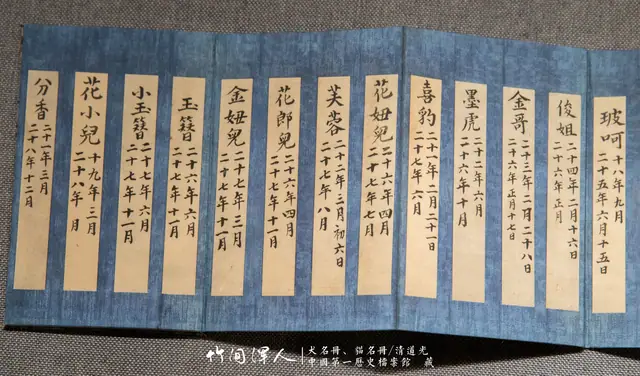 玻呵
十八年九月
二十五年六月十五日
俊姐
二十四年二月十六日
二十六年正月
金哥
二十三年二月二十八日
二十六年正月十七日
墨虎
二十二年六月
二十六年十月
喜豹
二十一年二月二十一日
二十七年五月
花妞兒
二十六年四月
二十七年七月
芙蓉
二十一年三月初六日
二十七年八月
花郎兒
二十六年四月
二十七年十一月
金妞兒
二十七年三月
二十七年十一月
玉簪
二十六年六月
二十七年十一月
小玉簪
二十七年六月
二十七年十一月
花小兒
十九年三月
二十八年 月
分香
二十一年三月
二十八年十二月
竹间浑人
犬名冊、貓名冊/清道光
中國第一歷史檔案館 藏